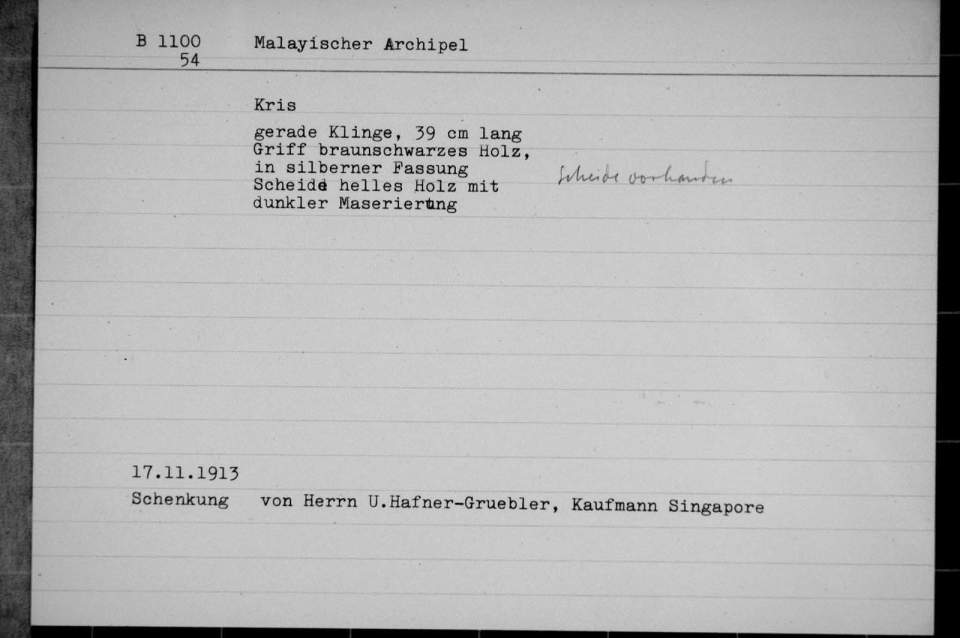 B 1100 Malayischer Archipel
54
Kris
gerade Klinge, 39 cm lang
Griff braunschwarzes Holz,
in silberner Fassung
Scheide helles Holz mit
dunkler Maserierung
Scheide vorhanden
17.11.1913
Schenkung von Herrn U.Hafner-Gruebler, Kaufmann Singapore